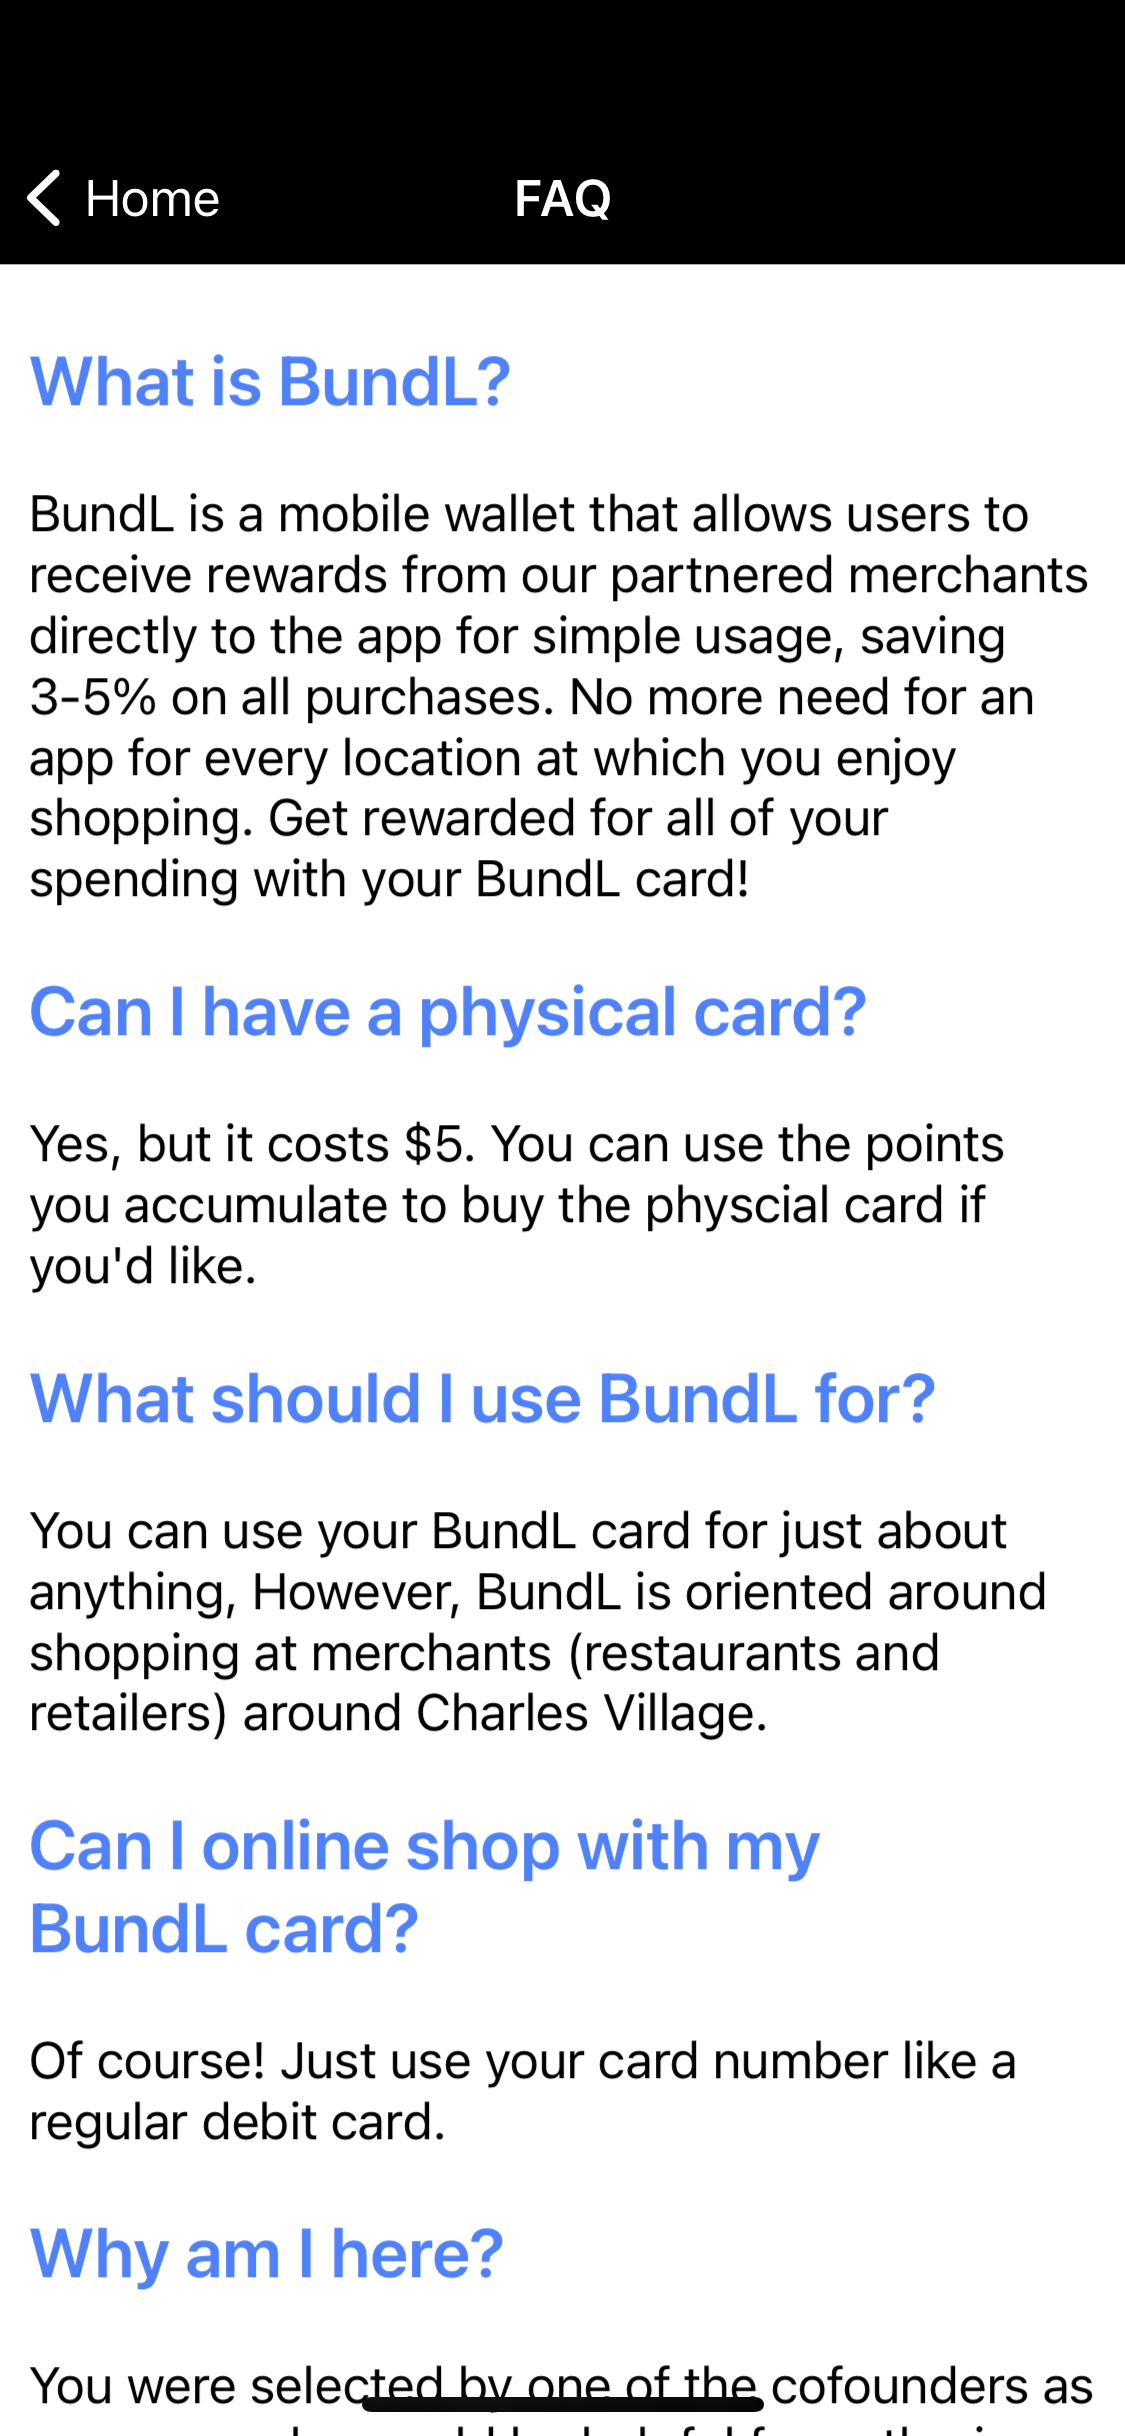 Home
FAQ
What is BundL?
BundL is a mobile wallet that allows users to
receive rewards from our partnered merchants
directly to the app for simple usage, saving
3-5% on all purchases. No more need for an
app for every location at which you enjoy
shopping. Get rewarded for all of your
spending with your BundL card!
Can I have a physical card?
Yes, but it costs $5. You can use the points
you accumulate to buy the physcial card if
you'd like.
What should I use BundL for?
You can use your BundL card for just about
anything, However, BundL is oriented around
shopping at merchants (restaurants and
retailers) around Charles Village.
Can I online shop with my
BundL card?
Of course! Just use your card number like a
regular debit card.
Why am I here?
You were selected by one of the cofounders as